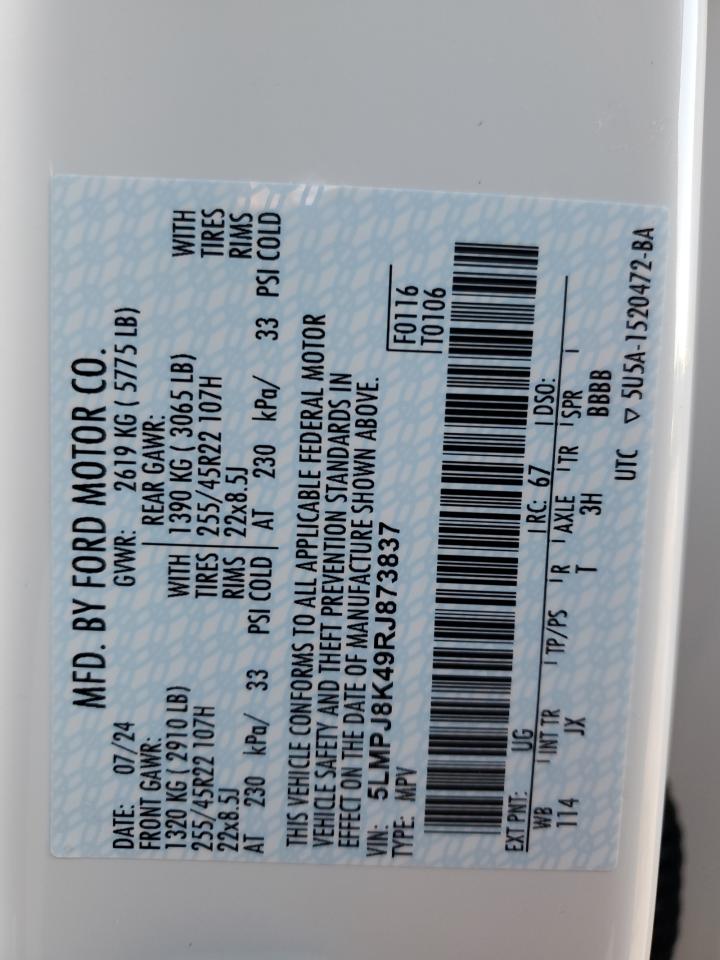 MFD. BY FORD MOTOR CO.
DATE: 07/24 GVWR: 2619 KG ( 5775 LB)
FRONT GAWR: REAR GAWR:
1320 KG ( 2910 LB) WITH 1390 KG ( 3065 LB) WITH
255/45R22 107H TIRES 255/45R22 107H TIRES
22x8.5J RIMS 22x8.5J RIMS
AT 230 kPa/ 33 PSI COLD AT 230 kPa/ 33 PSI COLD
THIS VEHICLE CONFORMS TO ALL APPLICABLE FEDERAL MOTOR
VEHICLE SAFETY AND THEFT PREVENTION STANDARDS IN
EFFECT ON THE DATE OF MANUFACTURE SHOWN ABOVE.
VIN: 5LMPJ8K49RJ873837 F0116
TYPE: MPV T0106
EXT PNT: UG RC: 67 DSO:
WB INT TR TP/PS R AXLE TR SPR
114 JX T 3H BBBB
UTC ▽ 5U5A-1520472-BA